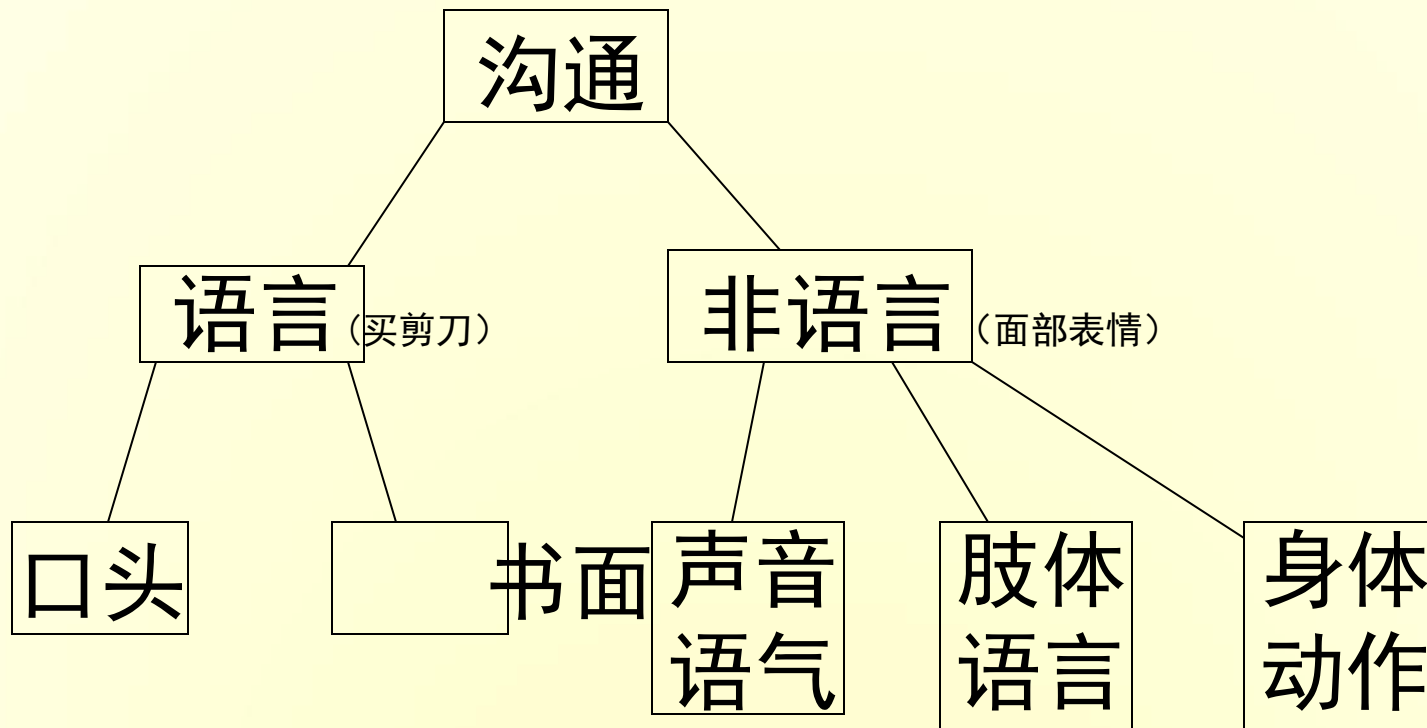 沟通
语言（买剪刀）
非语言（面部表情）
口头
书面
声音
语气
肢体
语言
身体
动作